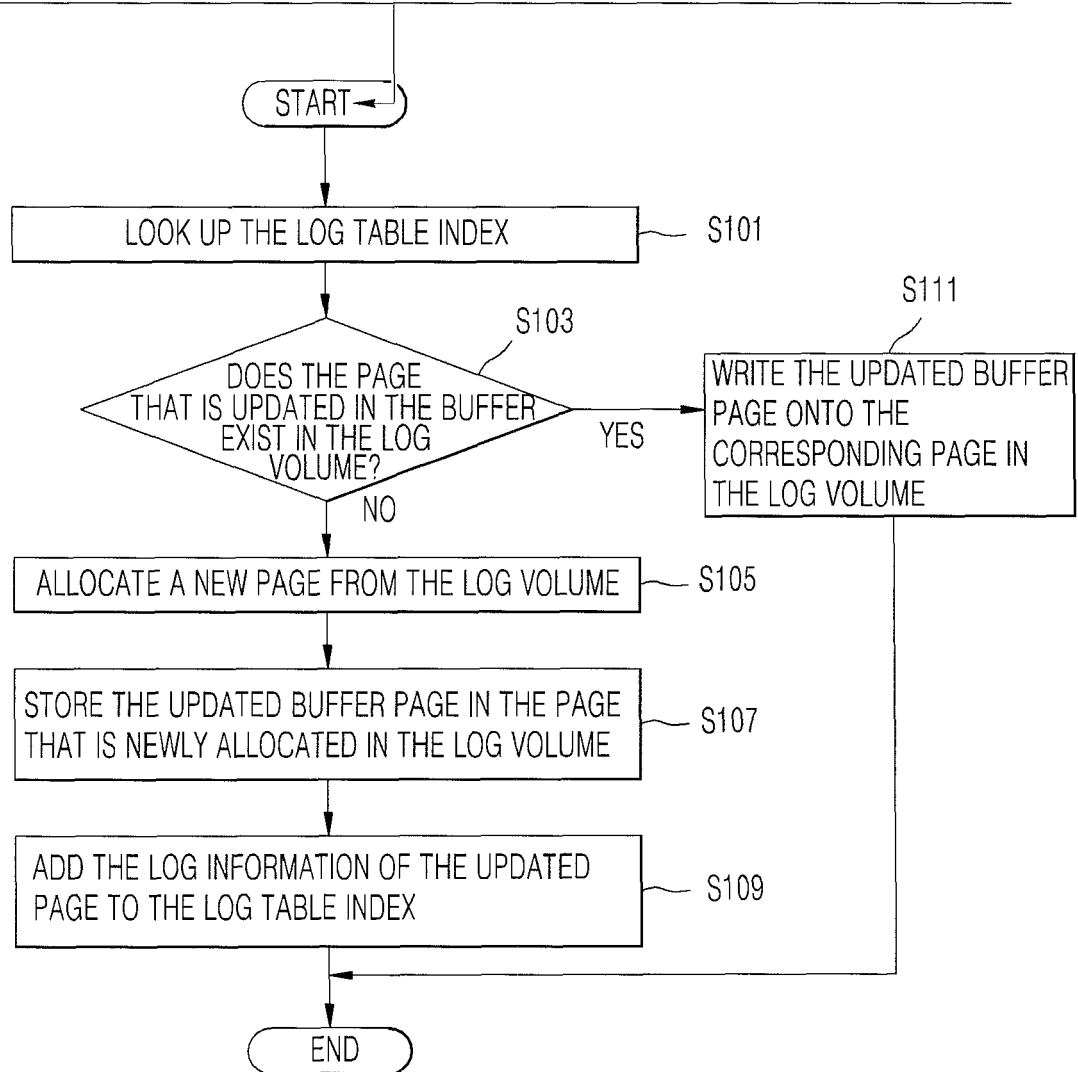 START
LOOK UP THE LOG TABLE INDEX
S101
S103
DOES THE PAGE
THAT IS UPDATED IN THE BUFFER
EXIST IN THE LOG
VOLUME?
YES
NO
S111
WRITE THE UPDATED BUFFER
PAGE ONTO THE
CORRESPONDING PAGE IN
THE LOG VOLUME
ALLOCATE A NEW PAGE FROM THE LOG VOLUME
S105
STORE THE UPDATED BUFFER PAGE IN THE PAGE
THAT IS NEWLY ALLOCATED IN THE LOG VOLUME
S107
ADD THE LOG INFORMATION OF THE UPDATED
PAGE TO THE LOG TABLE INDEX
S109
END